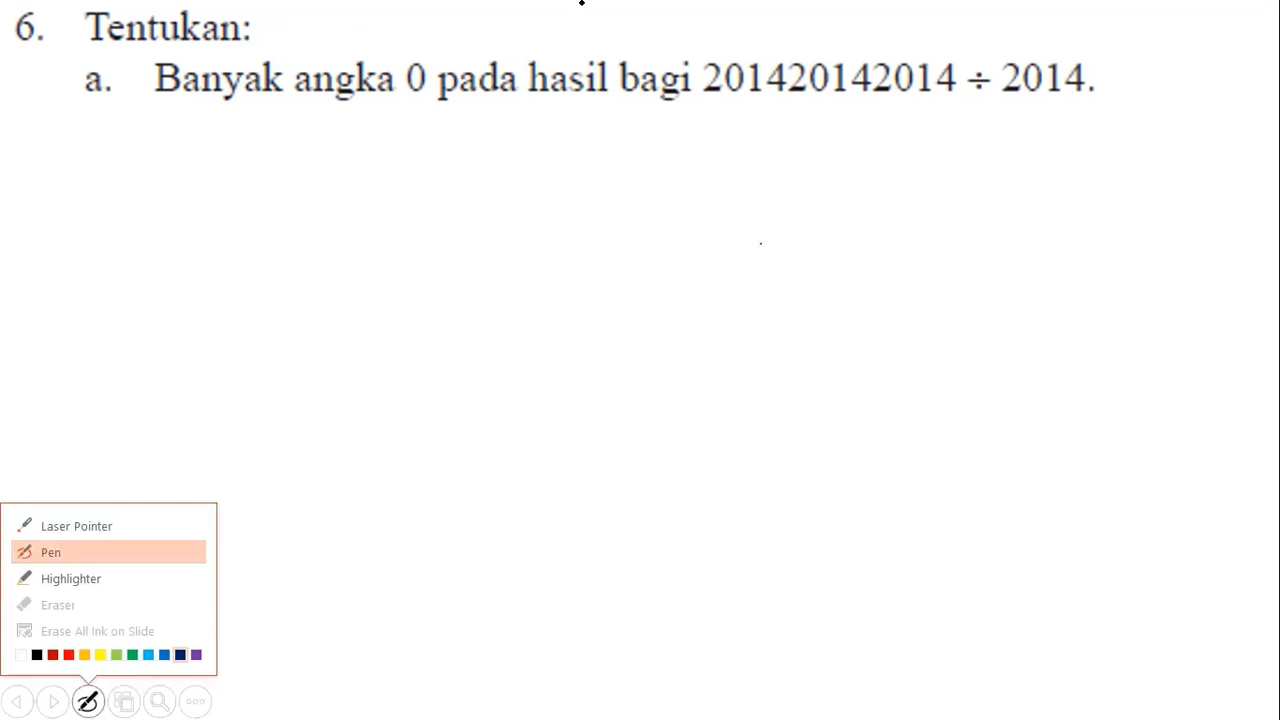 6. Tentukan:
a. Banyak angka 0 pada hasil bagi 201420142014 ÷ 2014.
Laser Pointer
Pen
Highlighter
Eraser
Erase All Ink on Slide